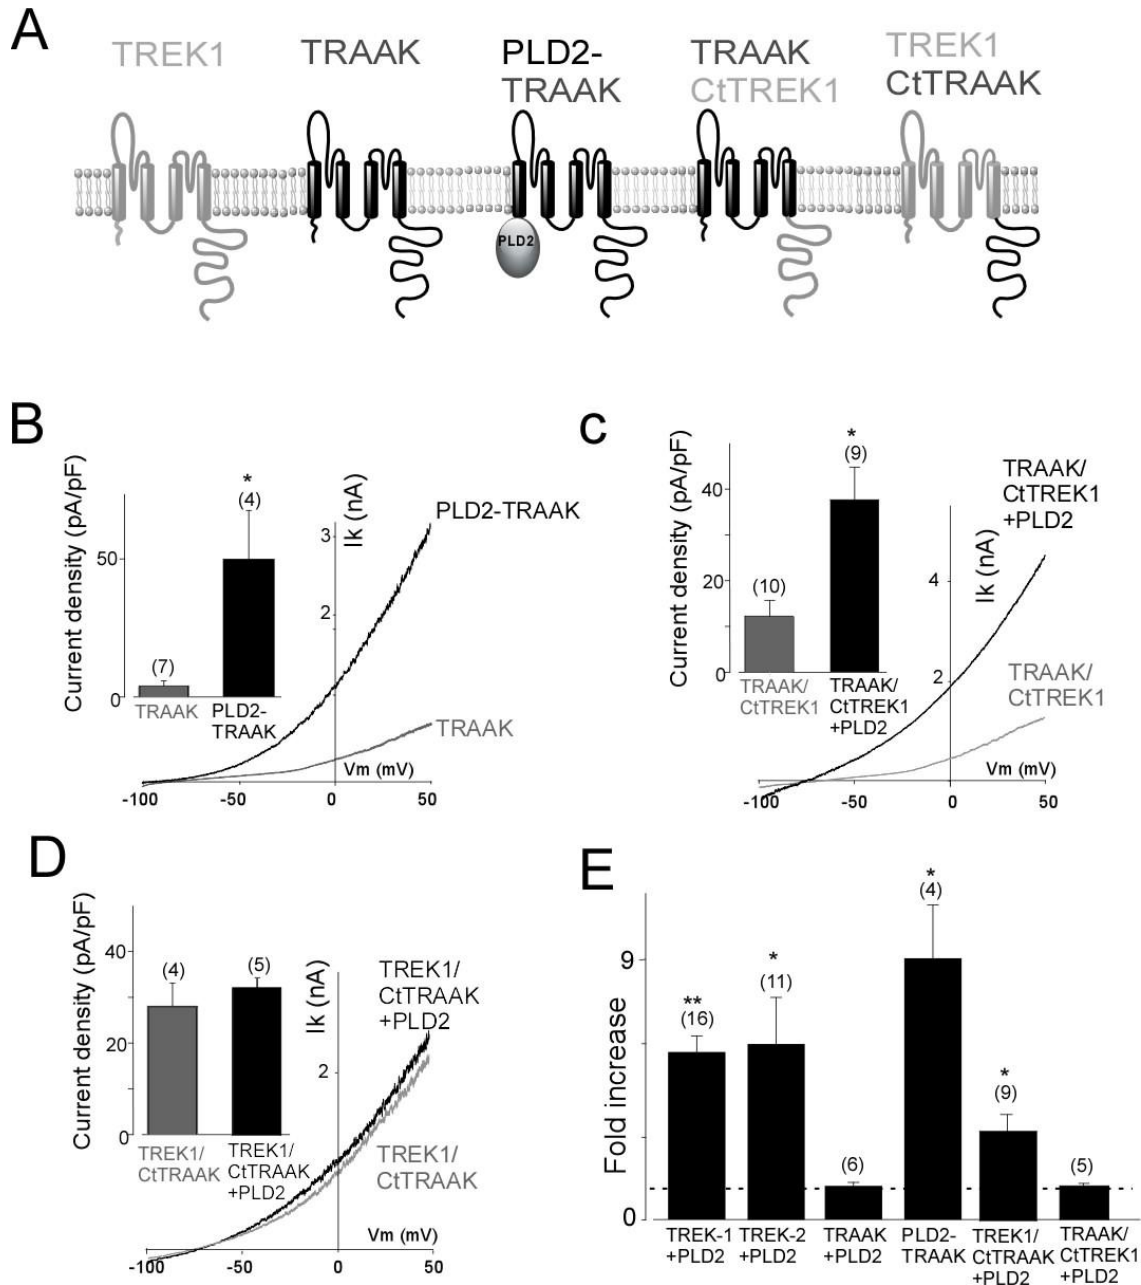 A
TREK1
TRAAK
PLD2-
TRAAK
TRAAK
CtTREK1
TREK1
CtTRAAK
PLD2
B
Current density (pA/pF)
50
0
(7)
*
(4)
TRAAK
PLD2-
TRAAK
Ik (nA)
3
2
PLD2-TRAAK
TRAAK
Vm (mV)
-100
-50
0
50
c
Current density (pA/pF)
40
20
0
(10)
*
(9)
TRAAK/
CtTREK1
TRAAK/
CtTREK1
+PLD2
Ik (nA)
4
2
TRAAK/
CtTREK1
+PLD2
TRAAK/
CtTREK1
Vm (mV)
-100
-50
0
50
D
Current density (pA/pF)
40
20
0
(4)
(5)
TREK1/
CtTRAAK
TREK1/
CtTRAAK
+PLD2
Ik (nA)
2
TREK1/
CtTRAAK
+PLD2
TREK1/
CtTRAAK
Vm (mV)
-100
-50
0
50
E
Fold increase
9
0
**
(16)
*
(11)
(6)
*
(4)
*
(9)
(5)
TREK-1
+PLD2
TREK-2
+PLD2
TRAAK
+PLD2
PLD2-
TRAAK
TREK1/
CtTRAAK
+PLD2
TRAAK/
CtTREK1
+PLD2